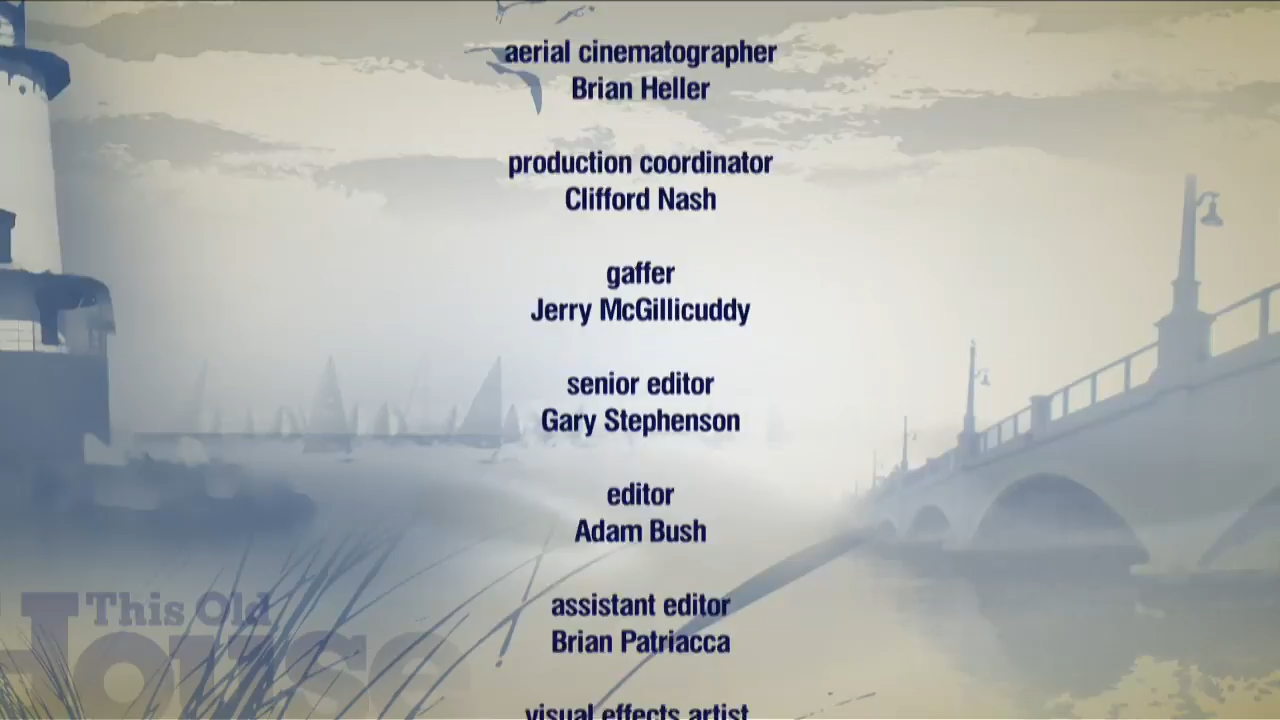 aerial cinematographer
Brian Heller
production coordinator
Clifford Nash
gaffer
Jerry McGillicuddy
senior editor
Gary Stephenson
editor
Adam Bush
assistant editor
Brian Patriacca
visual effects artist
This Old
House